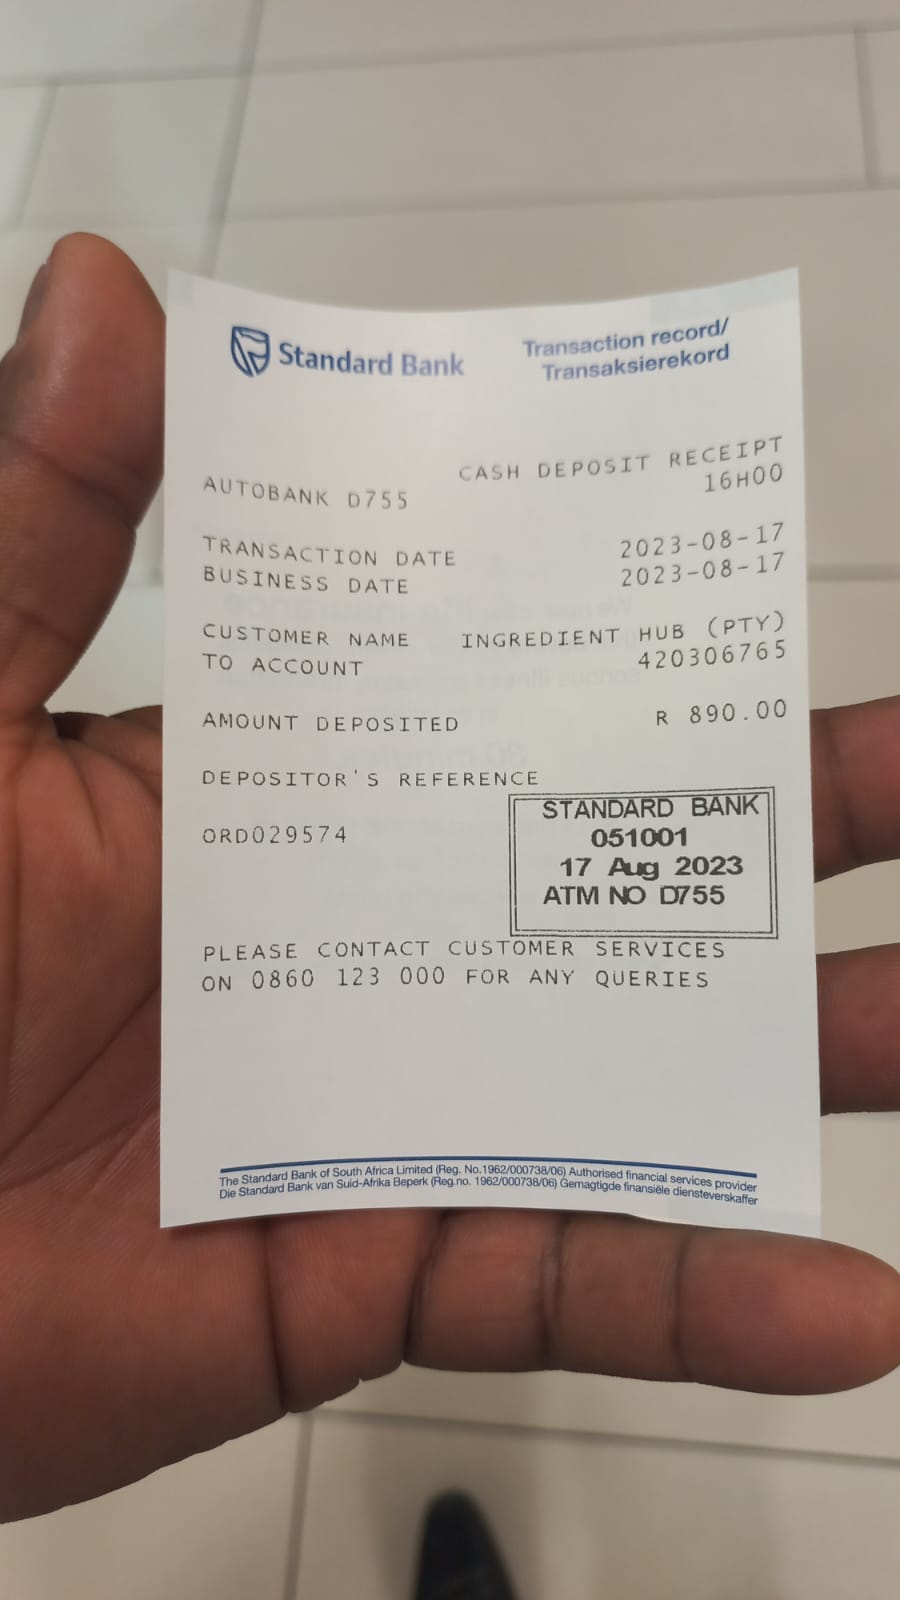 Standard Bank
Transaction record/
Transaksierekord
CASH DEPOSIT RECEIPT
AUTOBANK D755 16H00
TRANSACTION DATE 2023-08-17
BUSINESS DATE 2023-08-17
CUSTOMER NAME INGREDIENT HUB (PTY)
TO ACCOUNT 420306765
AMOUNT DEPOSITED R 890.00
DEPOSITOR'S REFERENCE
ORD029574
STANDARD BANK
051001
17 Aug 2023
ATM NO D755
PLEASE CONTACT CUSTOMER SERVICES
ON 0860 123 000 FOR ANY QUERIES
The Standard Bank of South Africa Limited (Reg. No.1962/000738/06) Authorised financial services provider
Die Standard Bank van Suid-Afrika Beperk (Reg.no. 1962/000738/06) Gemagtigde finansiële diensteverskaffer